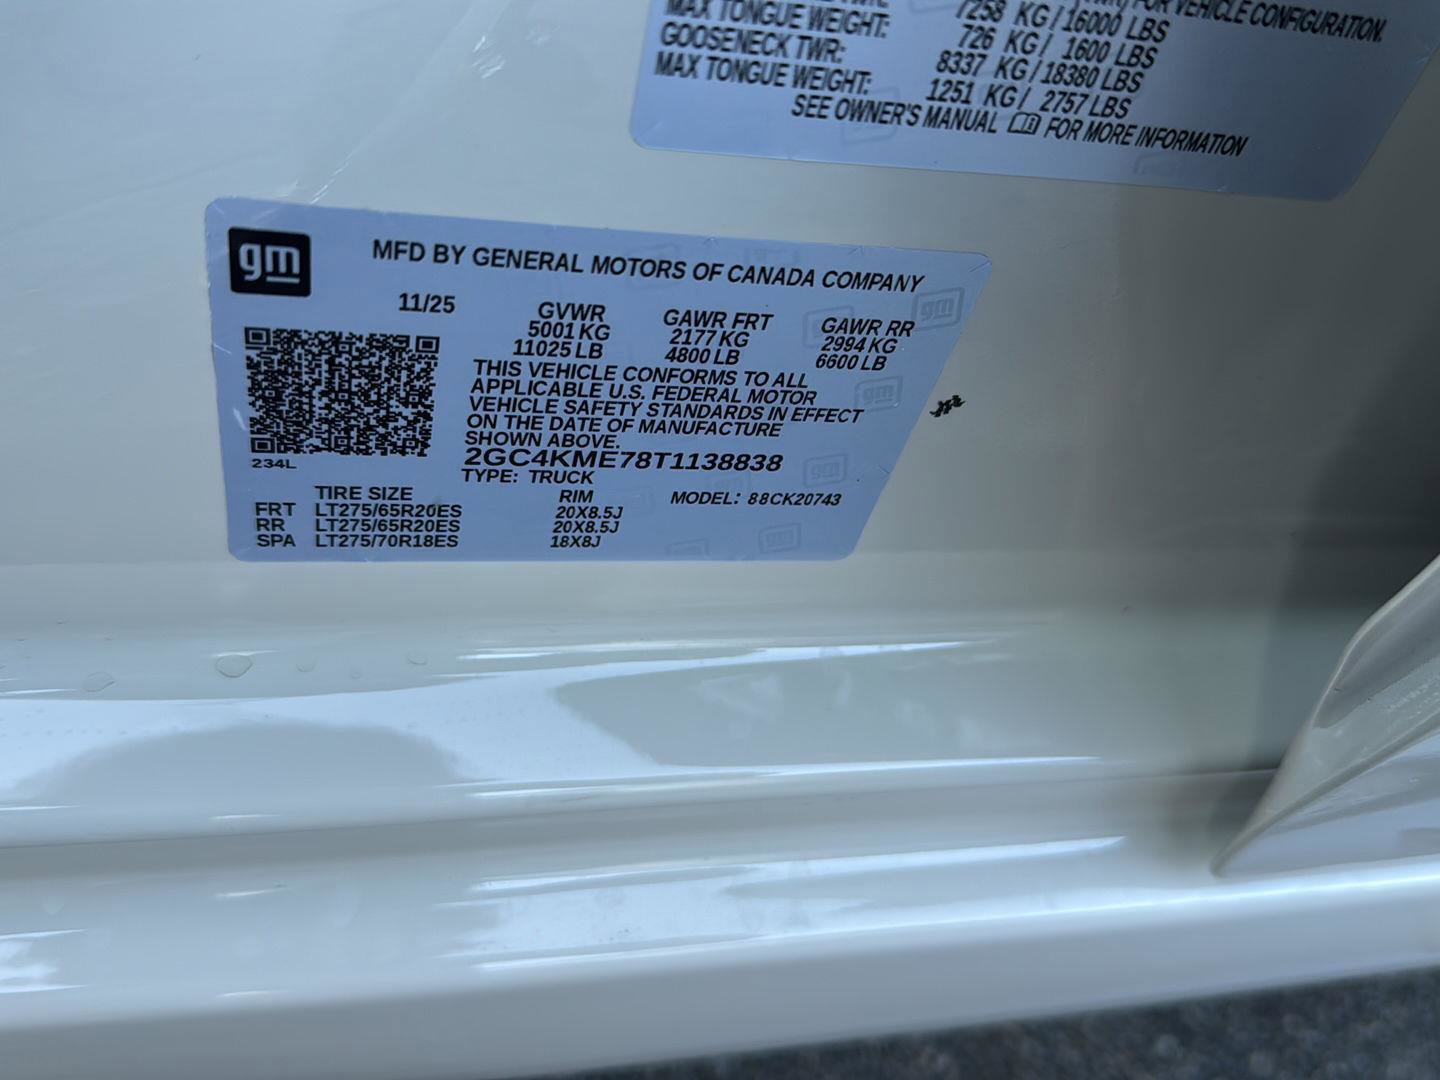 FOR VEHICLE CONFIGURATION.
7258 KG/16000 LBS
MAX TONGUE WEIGHT: 726 KG/ 1600 LBS
GOOSENECK TWR: 8337 KG/18380 LBS
MAX TONGUE WEIGHT: 1251 KG/ 2757 LBS
SEE OWNER'S MANUAL FOR MORE INFORMATION
gm
MFD BY GENERAL MOTORS OF CANADA COMPANY
11/25 GVWR GAWR FRT GAWR RR
5001 KG 2177 KG 2994 KG
11025 LB 4800 LB 6600 LB
THIS VEHICLE CONFORMS TO ALL
APPLICABLE U.S. FEDERAL MOTOR
VEHICLE SAFETY STANDARDS IN EFFECT
ON THE DATE OF MANUFACTURE
SHOWN ABOVE.
234L
2GC4KME78T1138838
TYPE: TRUCK
TIRE SIZE RIM MODEL: 88CK20743
FRT LT275/65R20ES 20X8.5J
RR LT275/65R20ES 20X8.5J
SPA LT275/70R18ES 18X8J